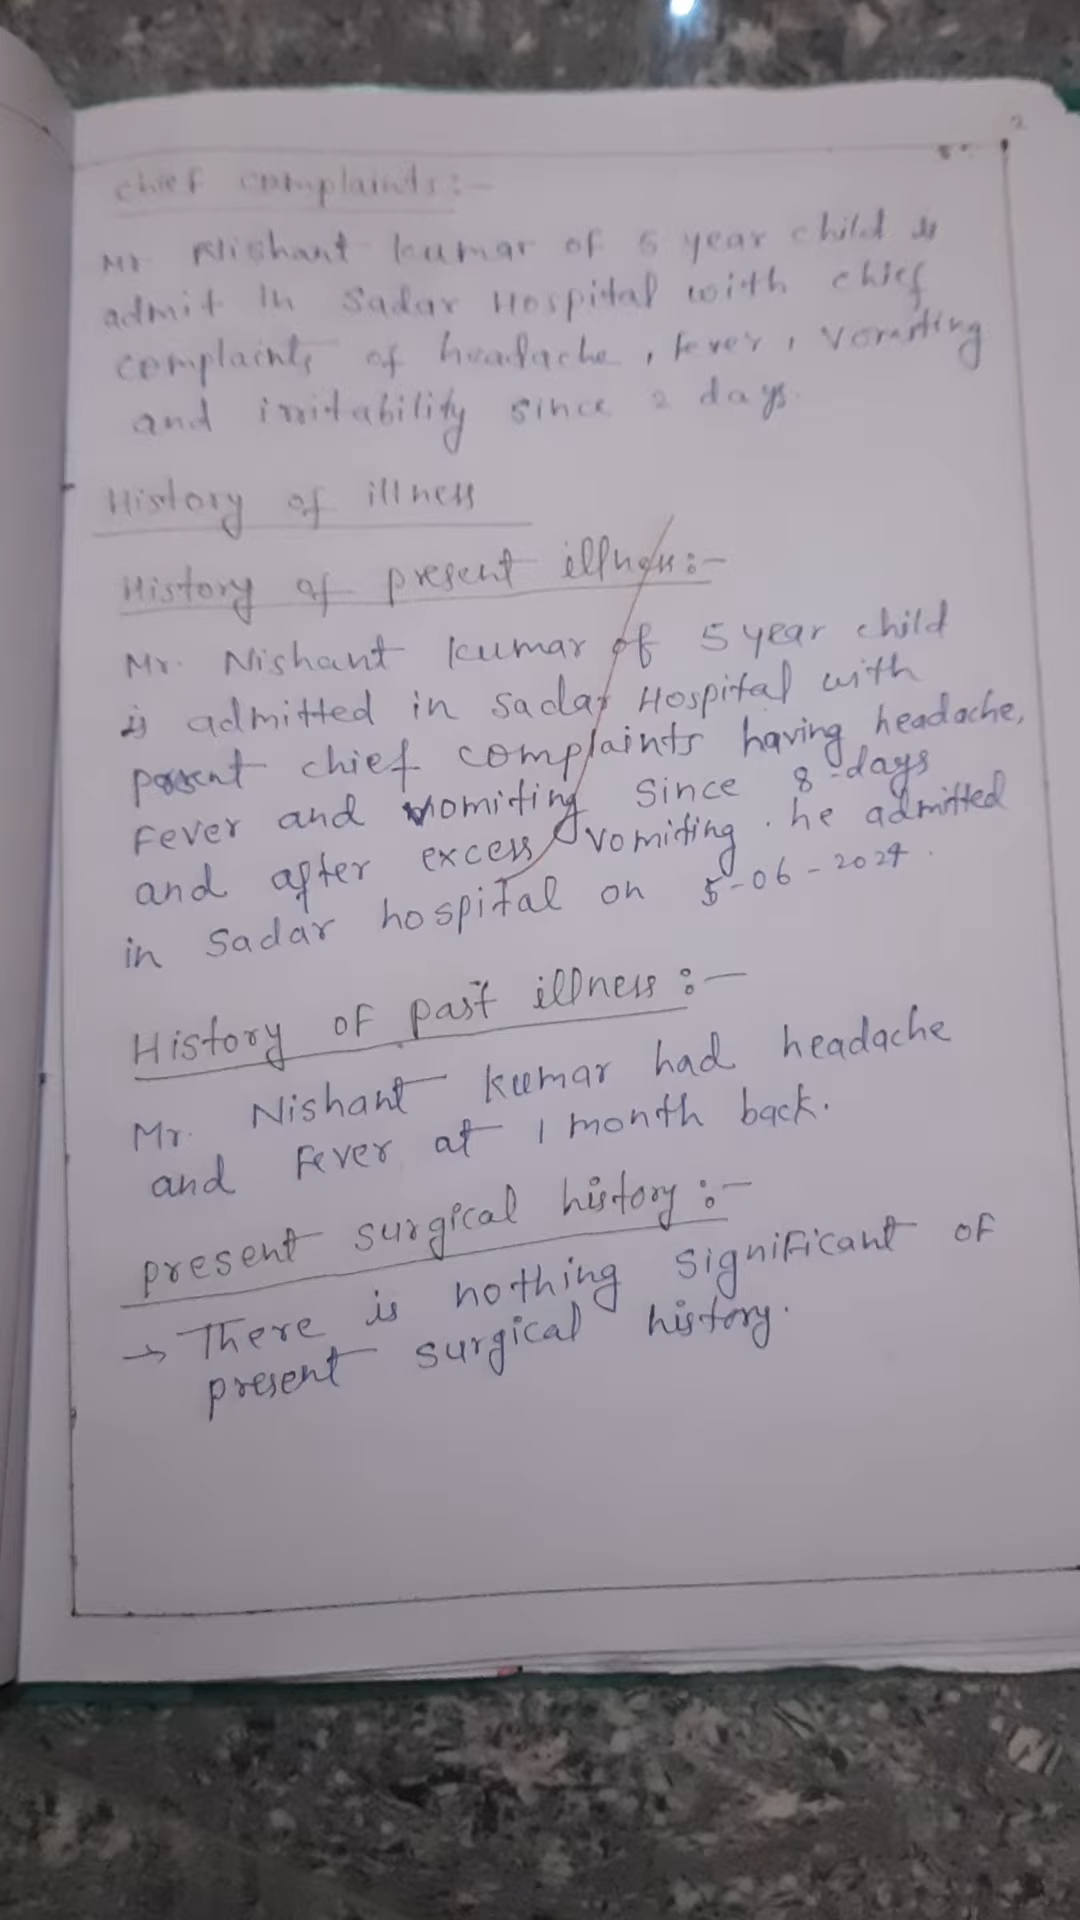 2
chief complaints:-
Mr Nishant kumar of 5 year child is
admit in Sadar Hospital with chief
complaints of headache, fever, vomiting
and irritability since 2 days.
History of illness
History of present illness:-
Mr. Nishant kumar of 5 year child
is admitted in Sadar Hospital with
present chief complaints having headache,
Fever and vomiting since 8-days
and after excess vomiting. he admitted
in Sadar hospital on 5-06-2024.
History of past illness:-
Mr. Nishant kumar had headache
and Fever at 1 month back.
present surgical history:-
→ There is nothing significant of
present surgical history.